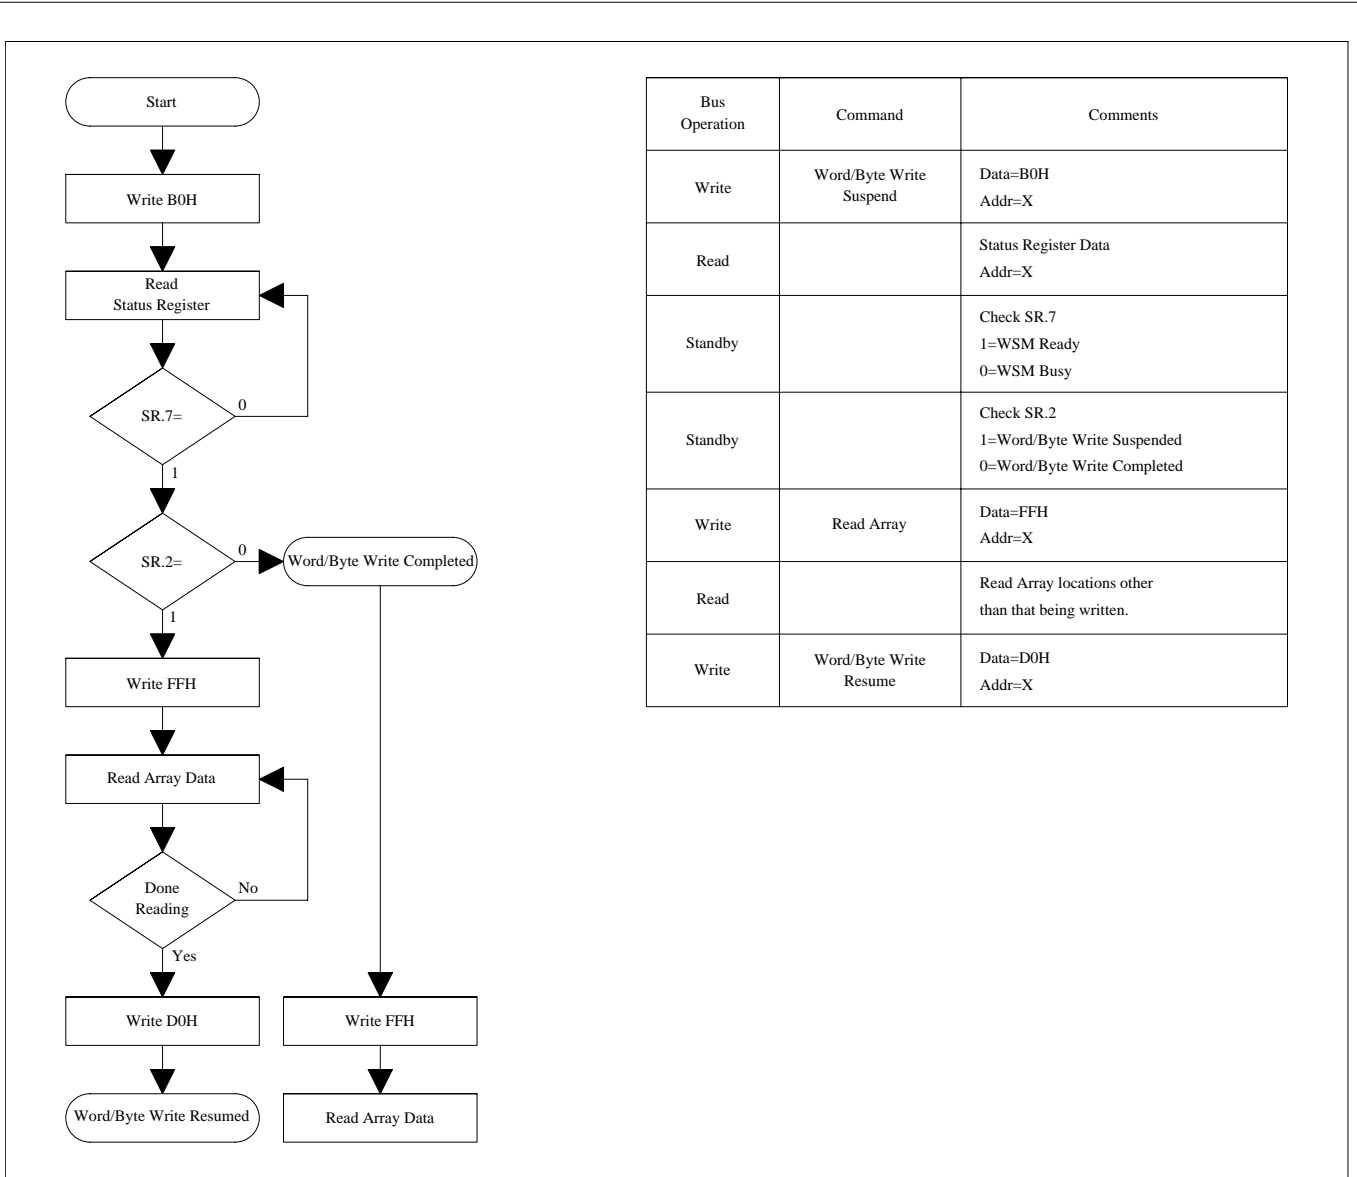 Start
Write B0H
Read
Status Register
SR.7=
0
1
SR.2=
0
Word/Byte Write Completed
1
Write FFH
Read Array Data
Done
Reading
No
Yes
Write D0H
Write FFH
Word/Byte Write Resumed
Read Array Data
Bus
Operation
Command
Comments
Write
Word/Byte Write
Suspend
Data=B0H
Addr=X
Read
Status Register Data
Addr=X
Standby
Check SR.7
1=WSM Ready
0=WSM Busy
Standby
Check SR.2
1=Word/Byte Write Suspended
0=Word/Byte Write Completed
Write
Read Array
Data=FFH
Addr=X
Read
Read Array locations other
than that being written.
Write
Word/Byte Write
Resume
Data=D0H
Addr=X